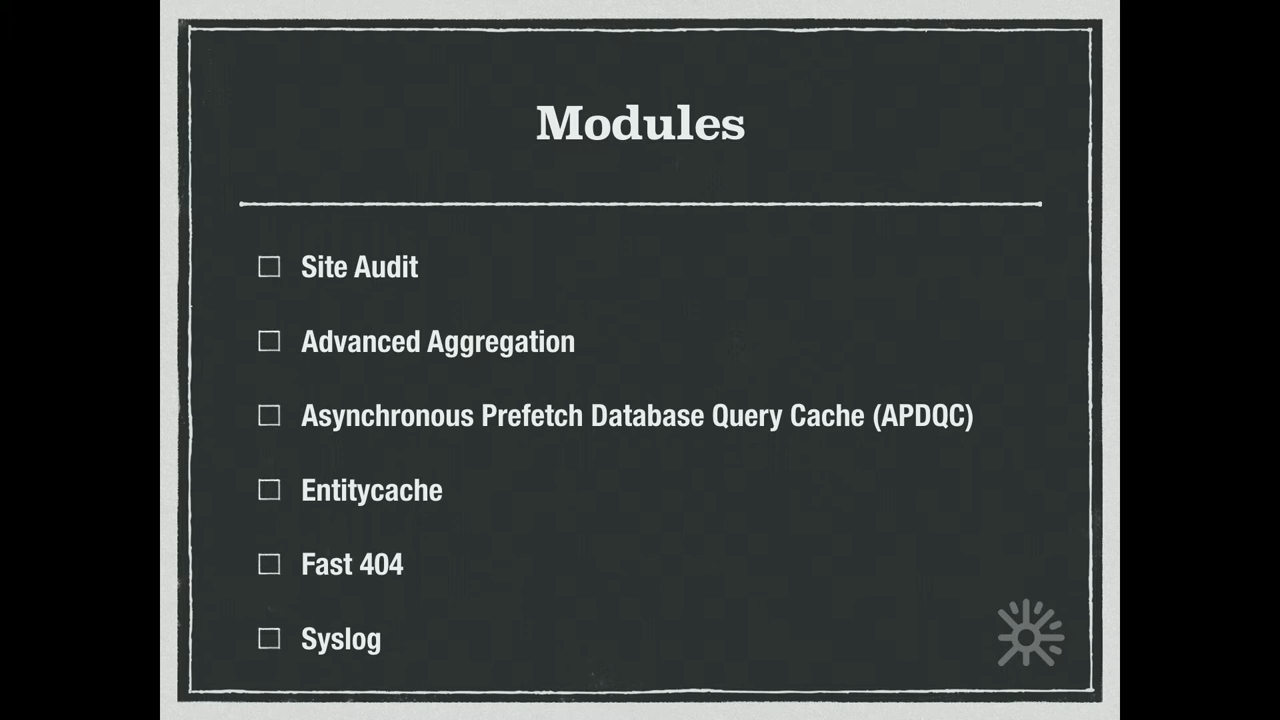 Modules
Site Audit
Advanced Aggregation
Asynchronous Prefetch Database Query Cache (APDQC)
Entitycache
Fast 404
Syslog